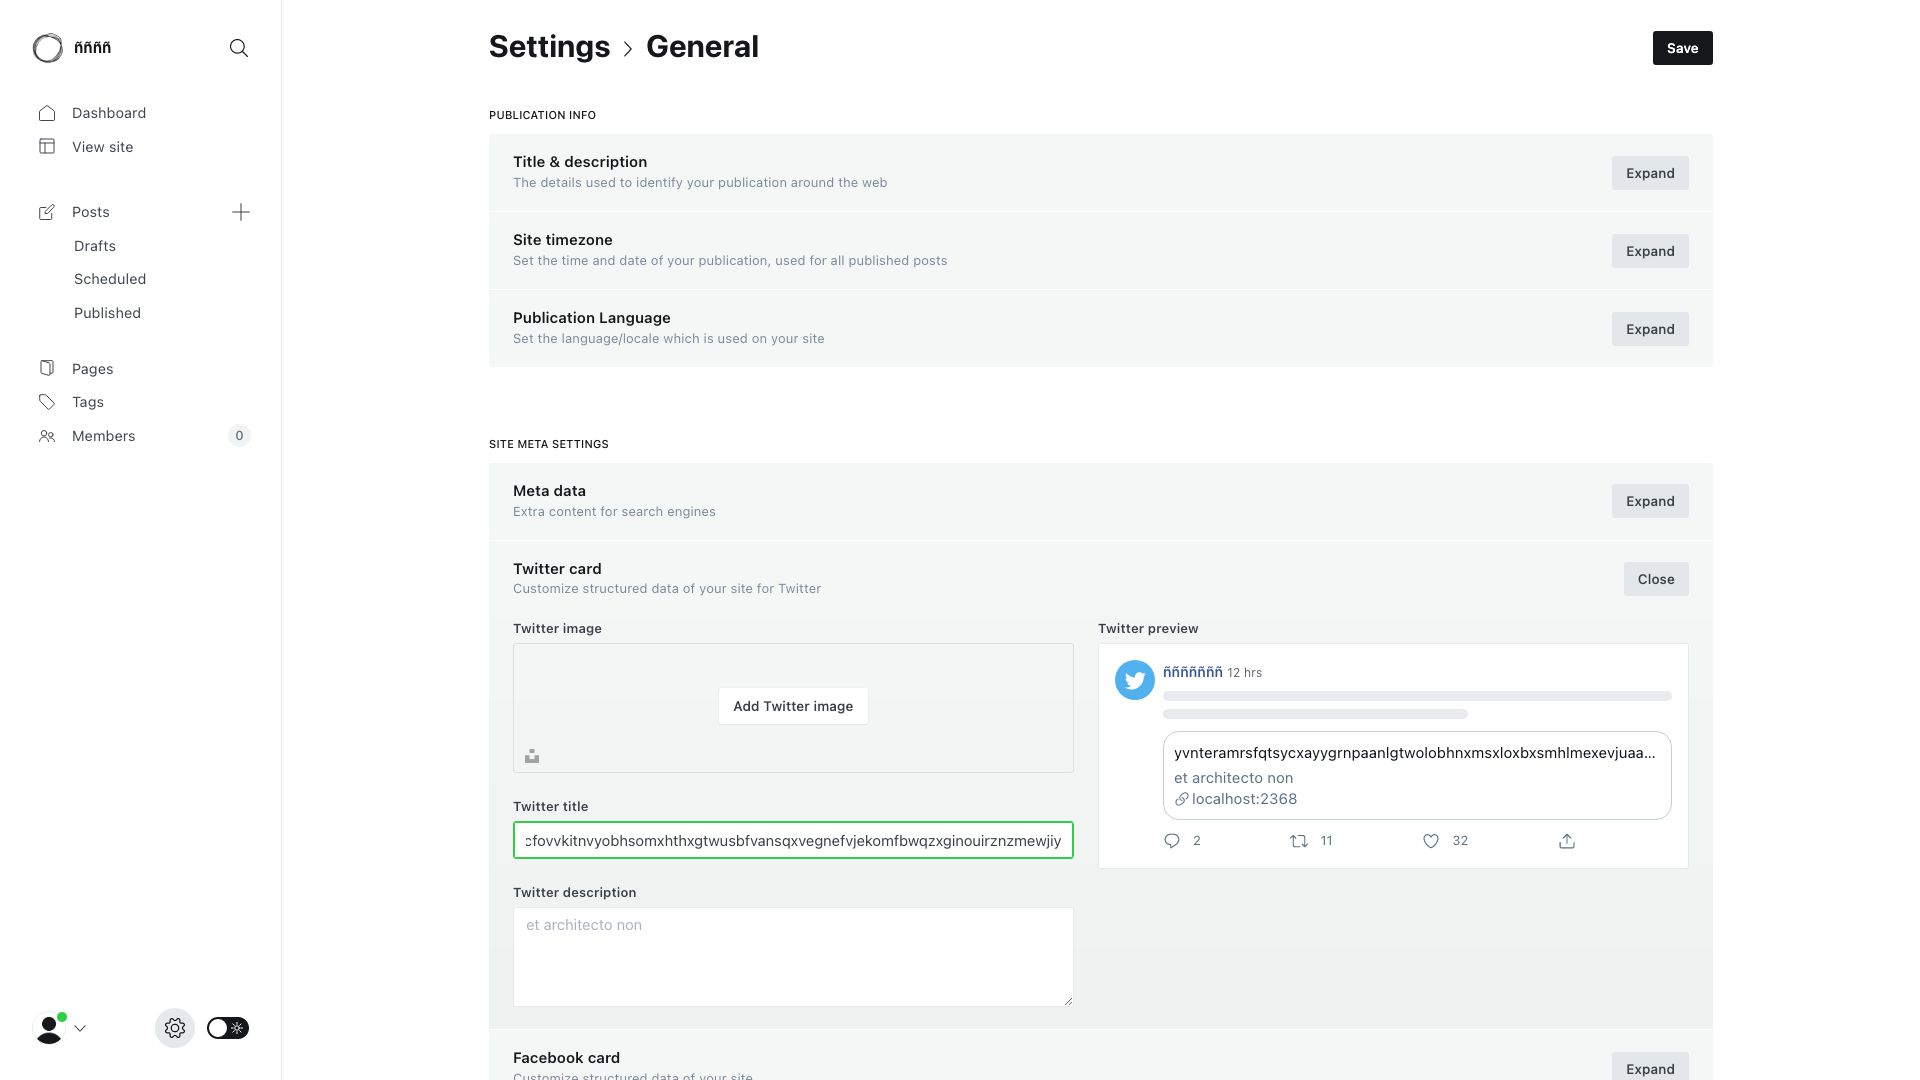 ññññ
Dashboard
View site
Posts
Drafts
Scheduled
Published
Pages
Tags
Members
0
Settings
General
Save
PUBLICATION INFO
Title & description
The details used to identify your publication around the web
Expand
Site timezone
Set the time and date of your publication, used for all published posts
Expand
Publication Language
Set the language/locale which is used on your site
Expand
SITE META SETTINGS
Meta data
Extra content for search engines
Expand
Twitter card
Customize structured data of your site for Twitter
Close
Twitter image
Add Twitter image
Twitter title
cfovvkitnvyobhsomxhthxgtwusbfvansqxvegnefvjekomfbwqzxginouirznzmewjiy
Twitter description
et architecto non
Twitter preview
ñññññññ 12 hrs
yvnteramrsfqtsycxayygrnpaanlgtwolobhnxmsxloxbxsmhlmexevjuaa...
et architecto non
localhost:2368
2 11 32
Facebook card
Customize structured data of your site
Expand